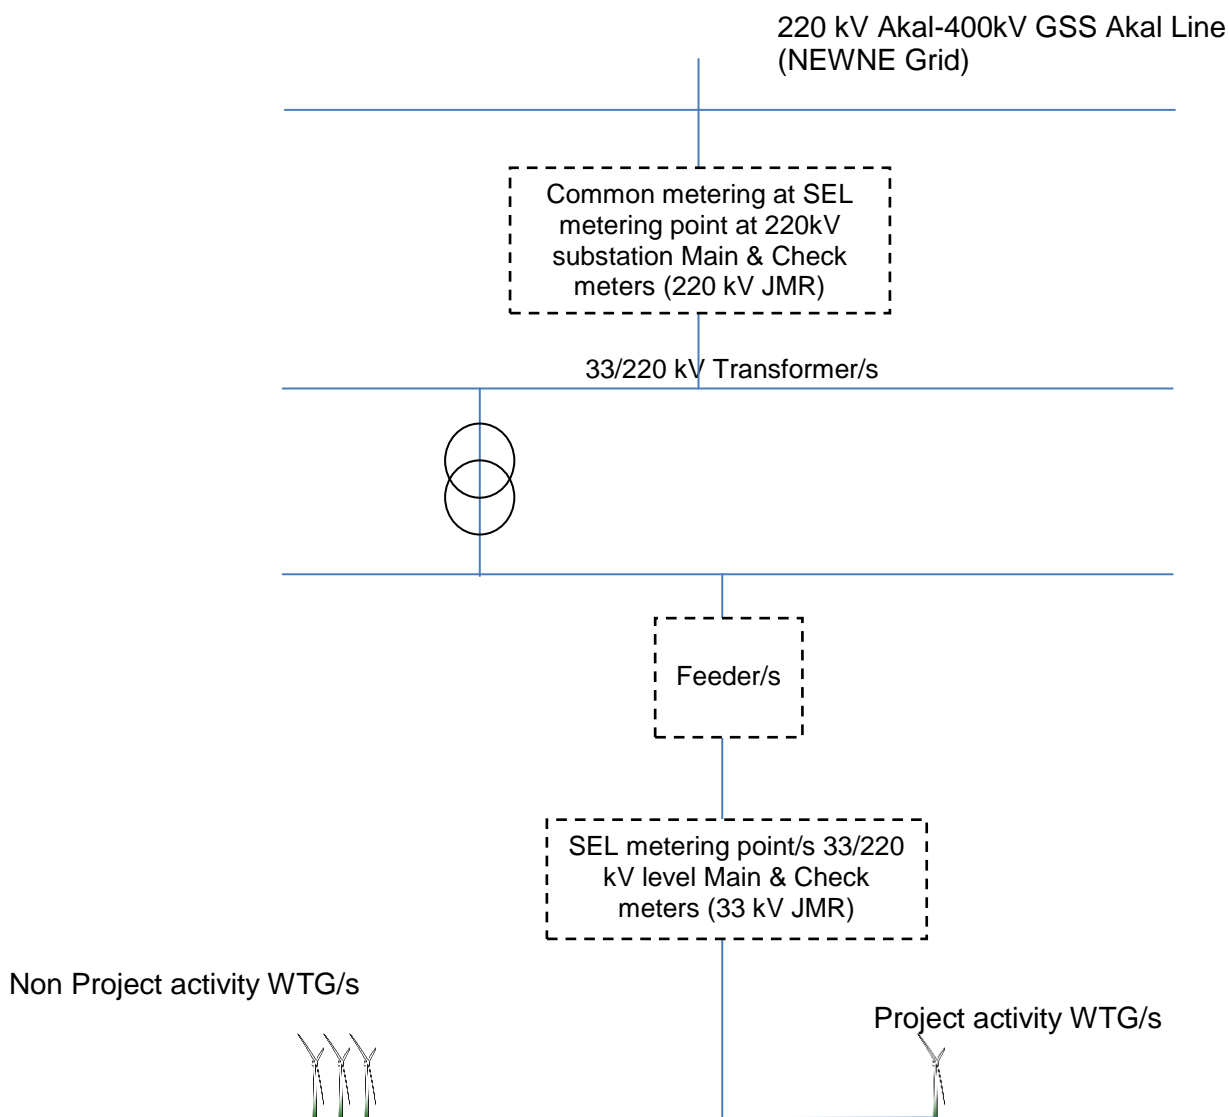 220 kV Akal-400kV GSS Akal Line
(NEWNE Grid)
Common metering at SEL
metering point at 220kV
substation Main & Check
meters (220 kV JMR)
33/220 kV Transformer/s
Feeder/s
SEL metering point/s 33/220
kV level Main & Check
meters (33 kV JMR)
Non Project activity WTG/s
Project activity WTG/s